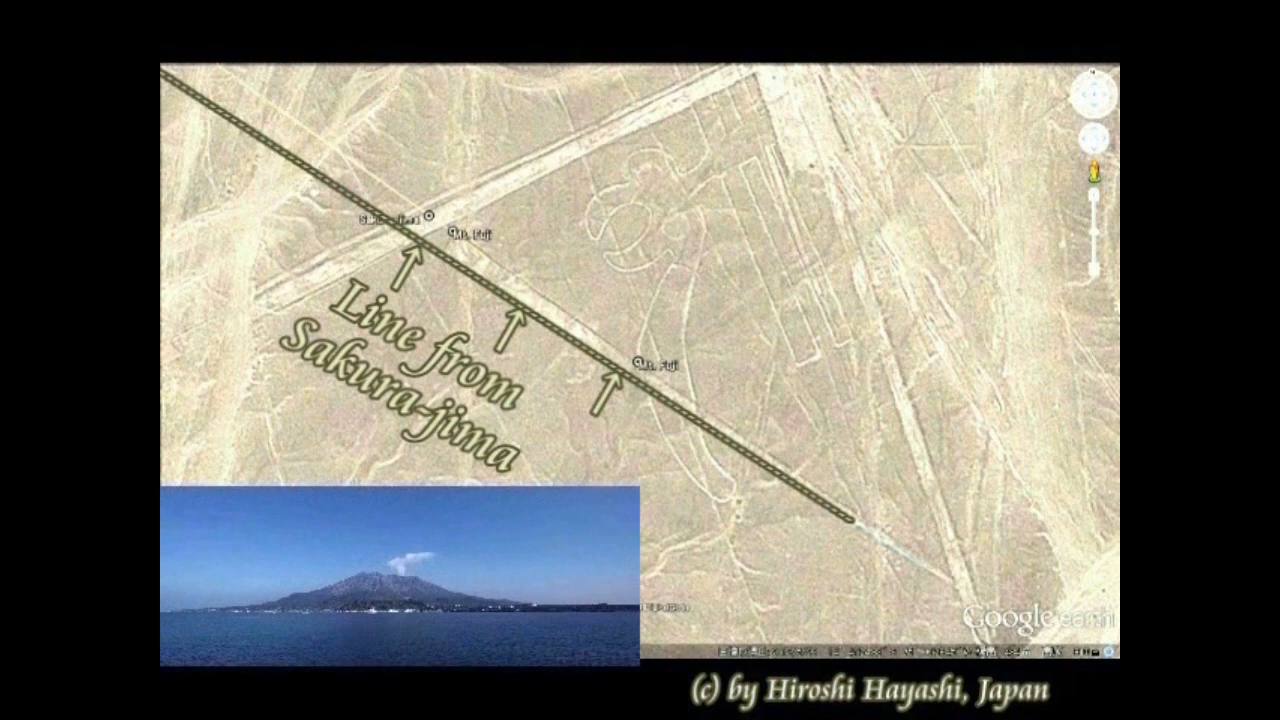 Mt. Fuji
Mt. Fuji
Line from
Sakura-jima
Google earth
(c) by Hiroshi Hayashi, Japan